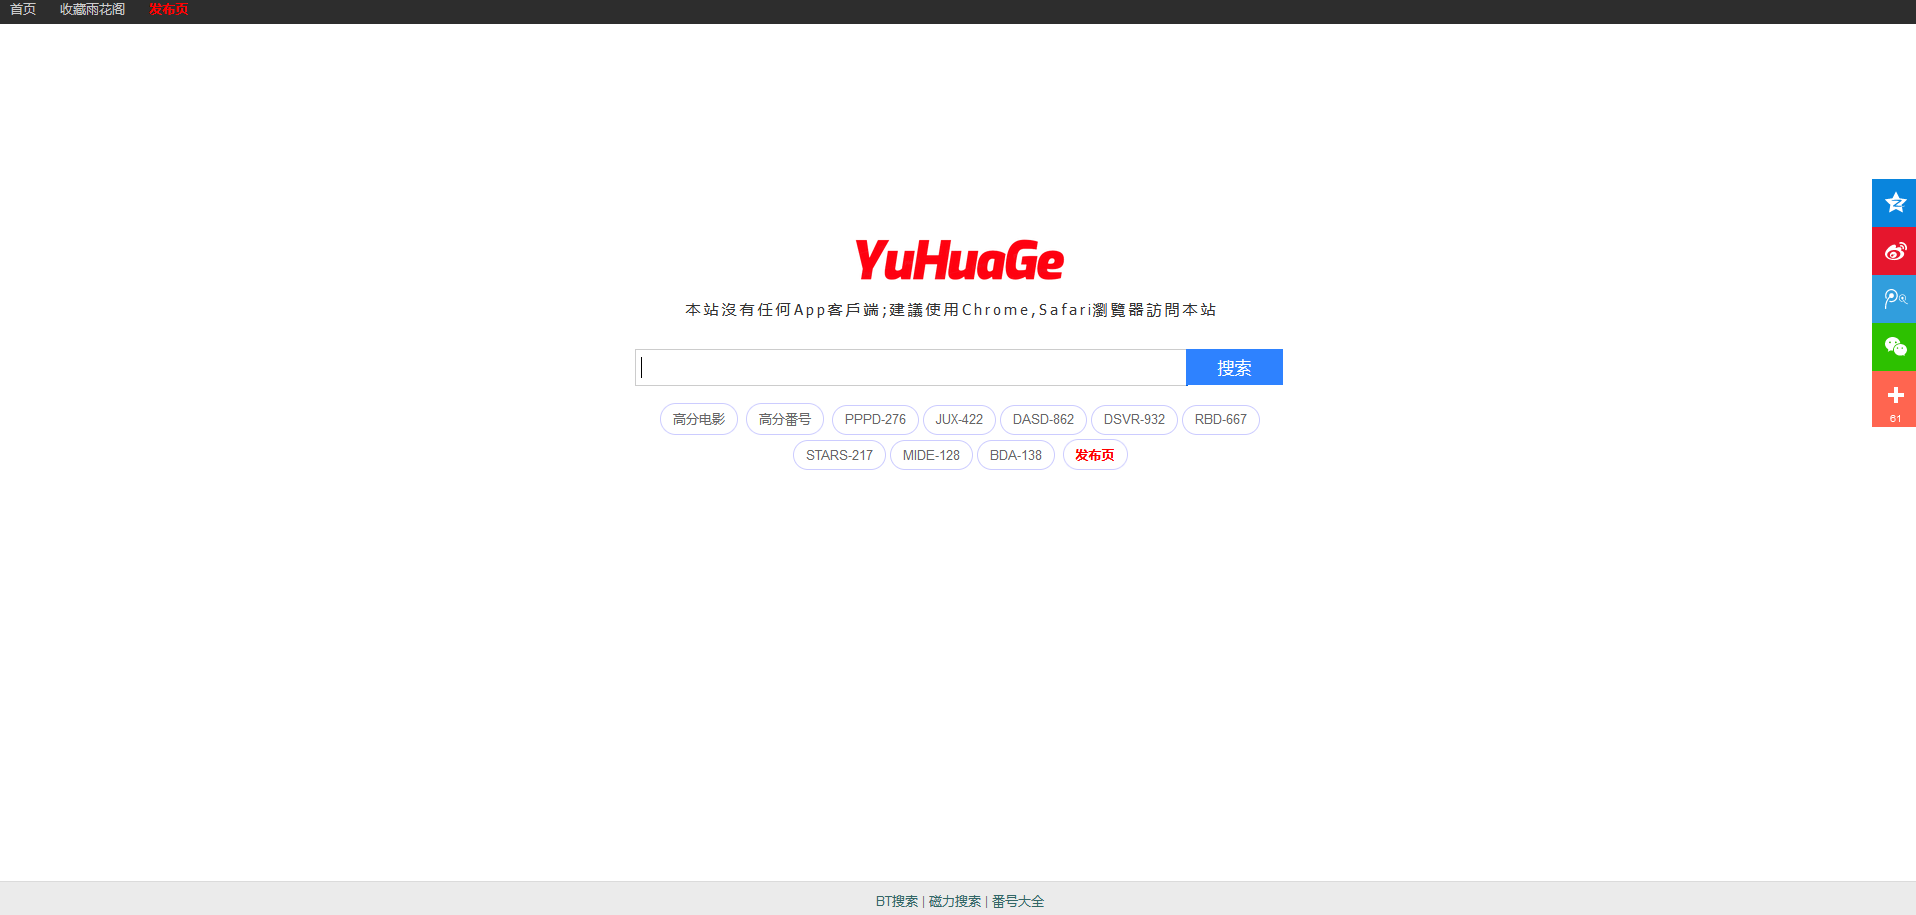 首页 收藏雨花阁 发布页
YuHuaGe
本站沒有任何App客戶端;建議使用Chrome,Safari瀏覽器訪問本站
搜索
高分电影 高分番号 PPPD-276 JUX-422 DASD-862 DSVR-932 RBD-667
STARS-217 MIDE-128 BDA-138 发布页
61
BT搜索 | 磁力搜索 | 番号大全